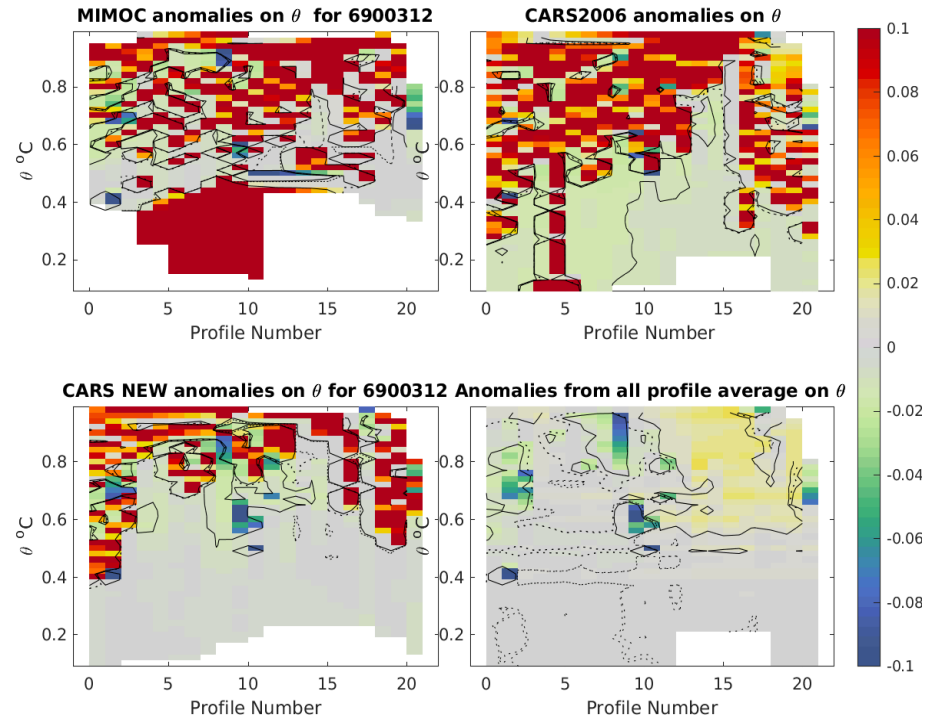 MIMOC anomalies on θ for 6900312
CARS2006 anomalies on θ
0.8
0.6
0.4
0.2
θ °C
0 5 10 15 20
Profile Number
0.8
0.6
0.4
0.2
θ °C
0 5 10 15 20
Profile Number
0.1
0.08
0.06
0.04
0.02
0
-0.02
-0.04
-0.06
-0.08
-0.1
CARS NEW anomalies on θ for 6900312
Anomalies from all profile average on θ
0.8
0.6
0.4
0.2
θ °C
0 5 10 15 20
Profile Number
0.8
0.6
0.4
0.2
θ °C
0 5 10 15 20
Profile Number